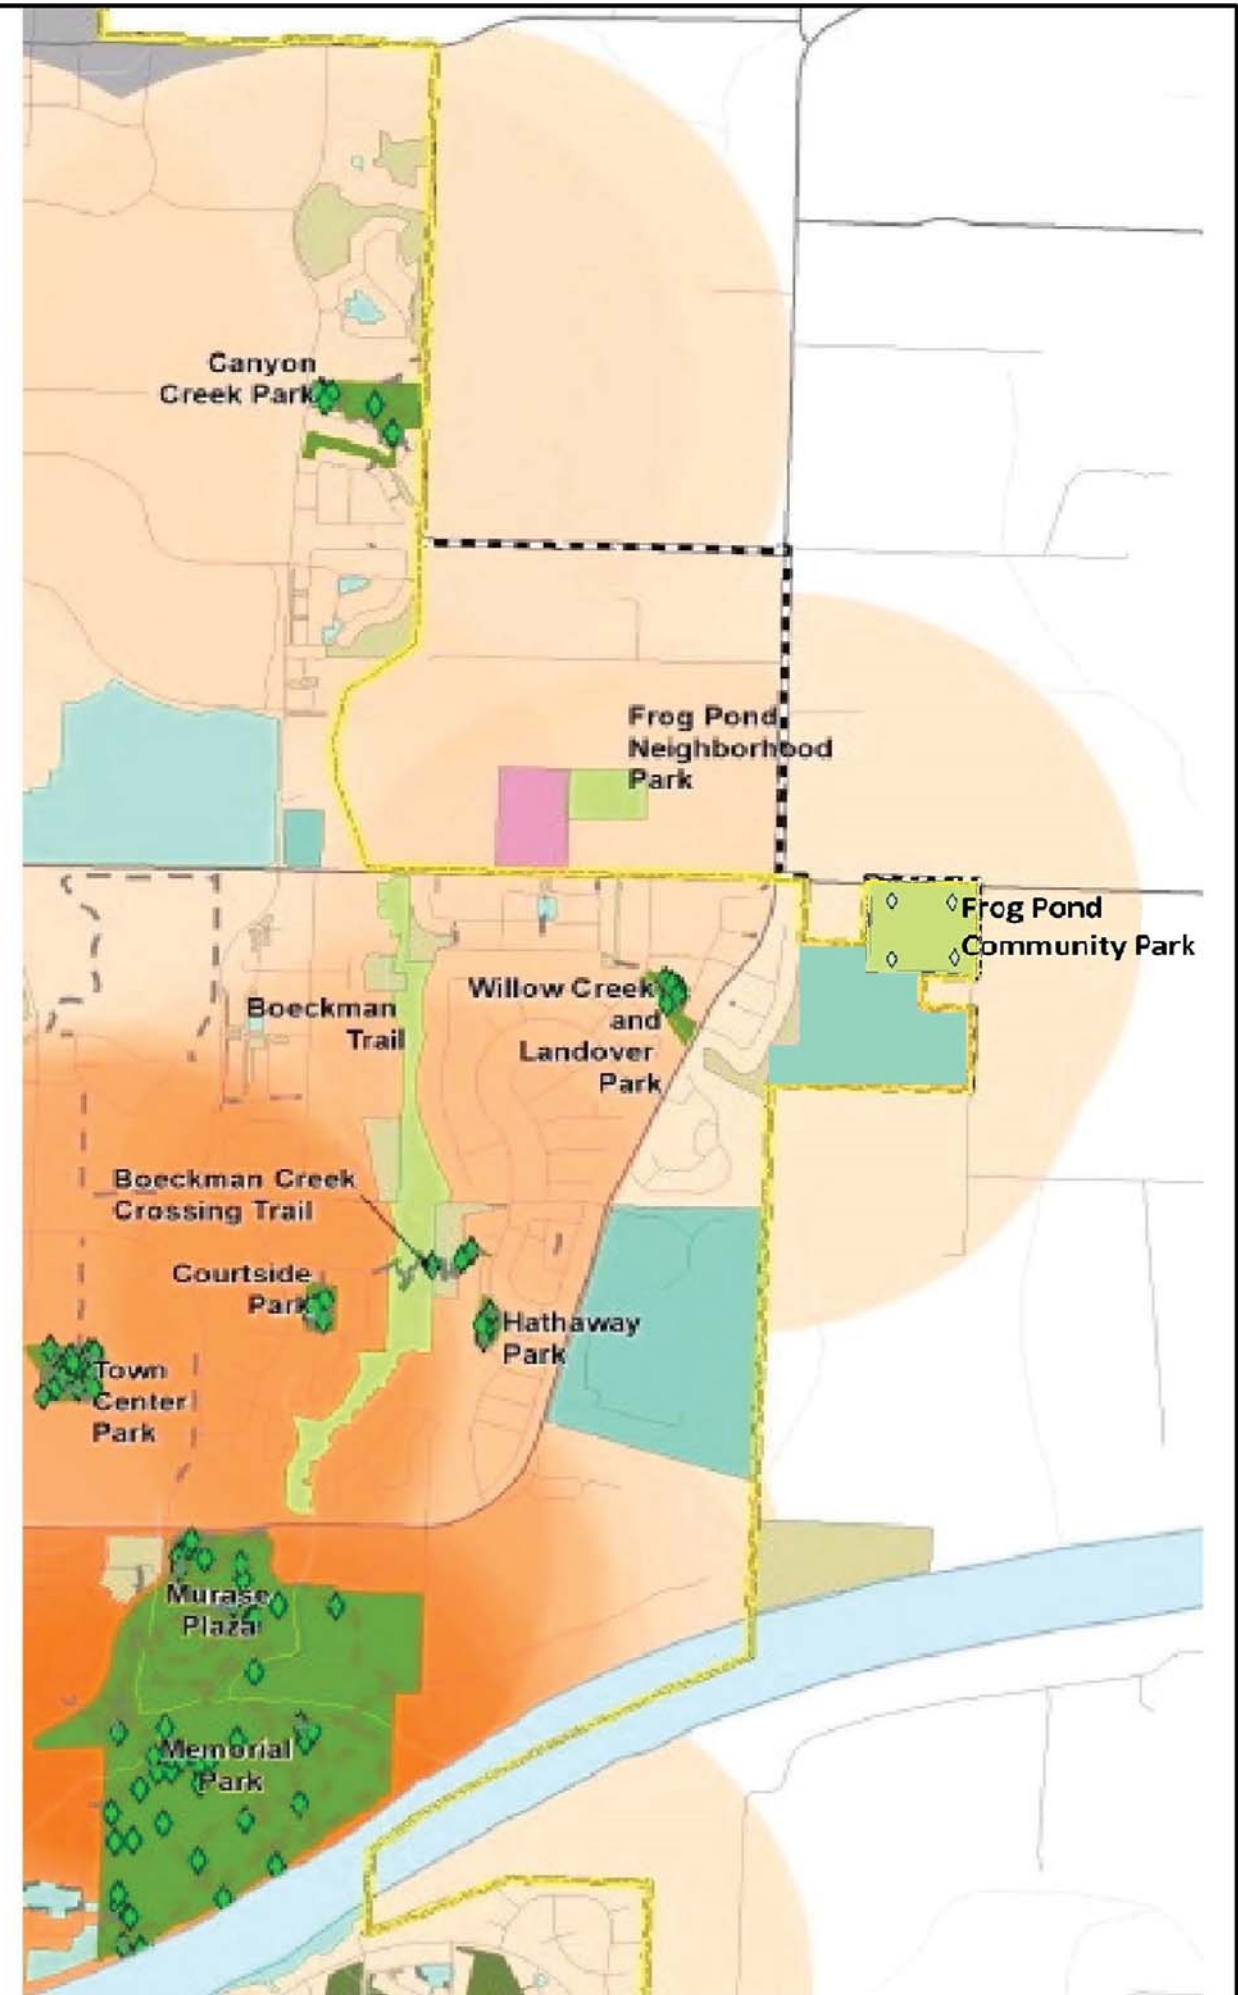 Canyon
Creek Park
Frog Pond
Neighborhood
Park
Frog Pond
Community Park
Willow Creek
and
Landover
Park
Boeckman
Trail
Boeckman Creek
Crossing Trail
Courtside
Park
Hathaway
Park
Town
Center
Park
Murase
Plaza
Memorial
Park